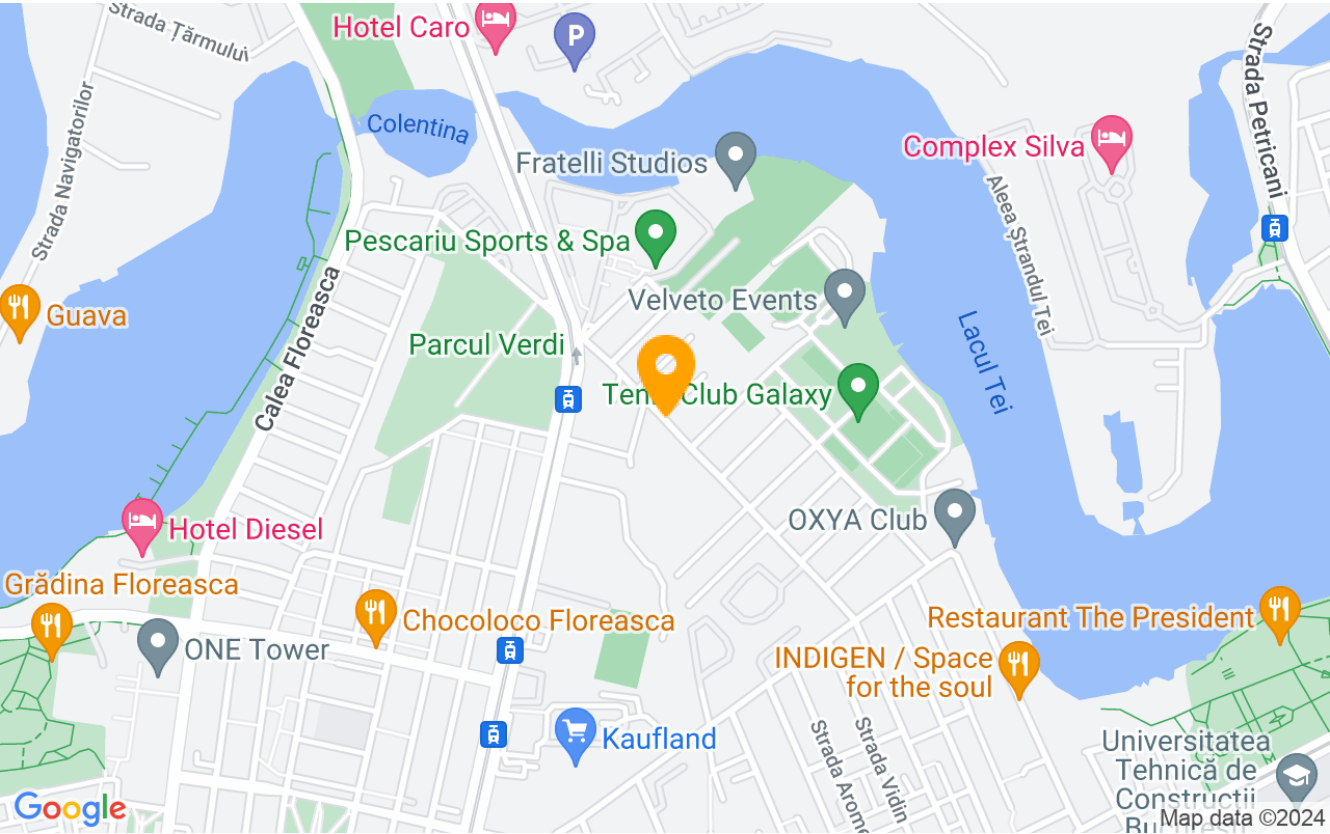 Strada Țărmului
Hotel Caro
P
Strada Petricani
Strada Navigatorilor
Colentina
Fratelli Studios
Complex Silva
Aleea Ștrandul Tei
Pescariu Sports & Spa
Calea Floreasca
Guava
Velveto Events
Parcul Verdi
Lacul Tei
Club Galaxy
OXYA Club
Hotel Diesel
Grădina Floreasca
Chocoloco Floreasca
Restaurant The President
ONE Tower
INDIGEN / Space
for the soul
Kaufland
Strada Arome
Strada Vidin
Universitatea
Tehnică de
Construcții
Google
Map data ©2024